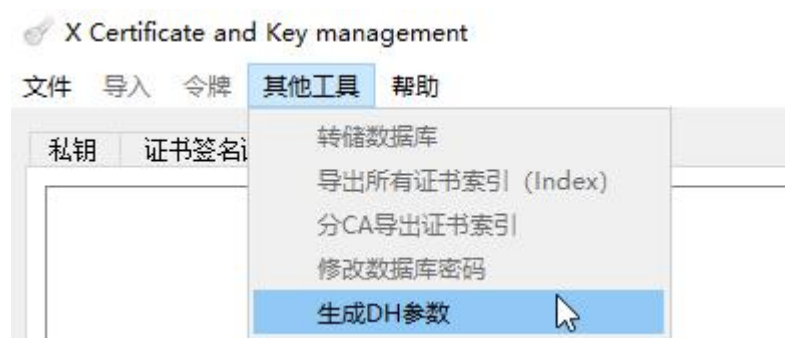 X Certificate and Key management
文件 导入 令牌 其他工具 帮助
私钥 证书签名
转储数据库
导出所有证书索引 (Index)
分CA导出证书索引
修改数据库密码
生成DH参数